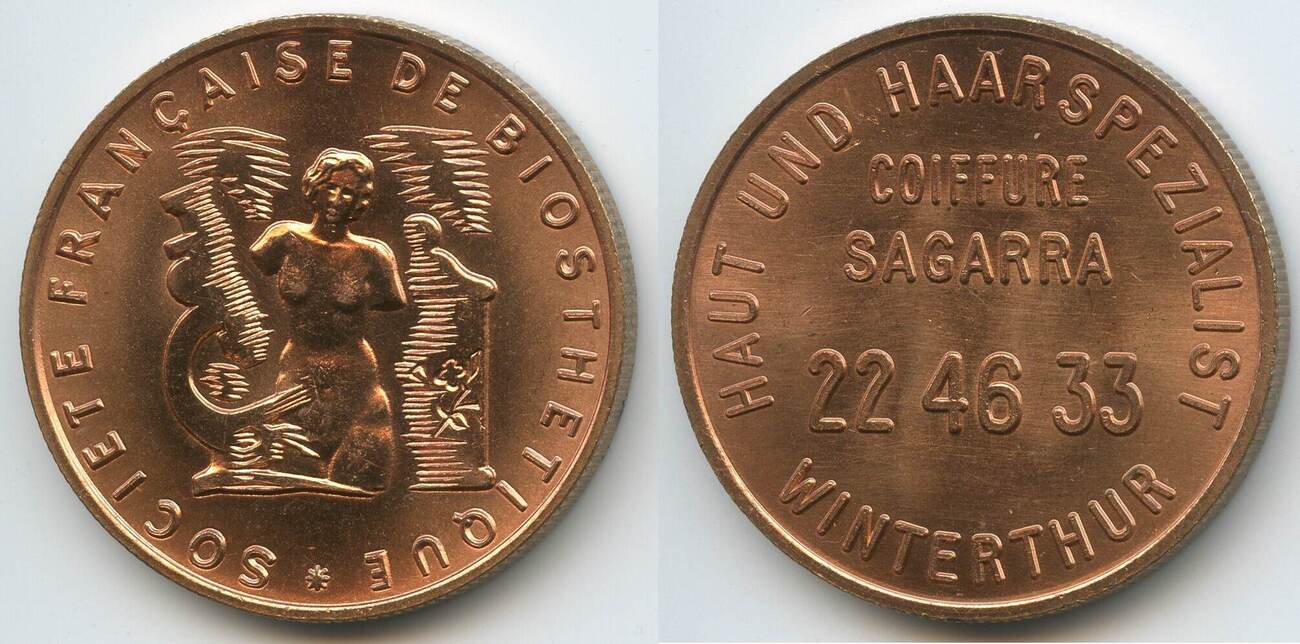 SOCIETE FRANÇAISE DE BIOSTHETIQUE *
HAUT UND HAARSPEZIALIST
COIFFURE
SAGARRA
22 46 33
WINTERTHUR